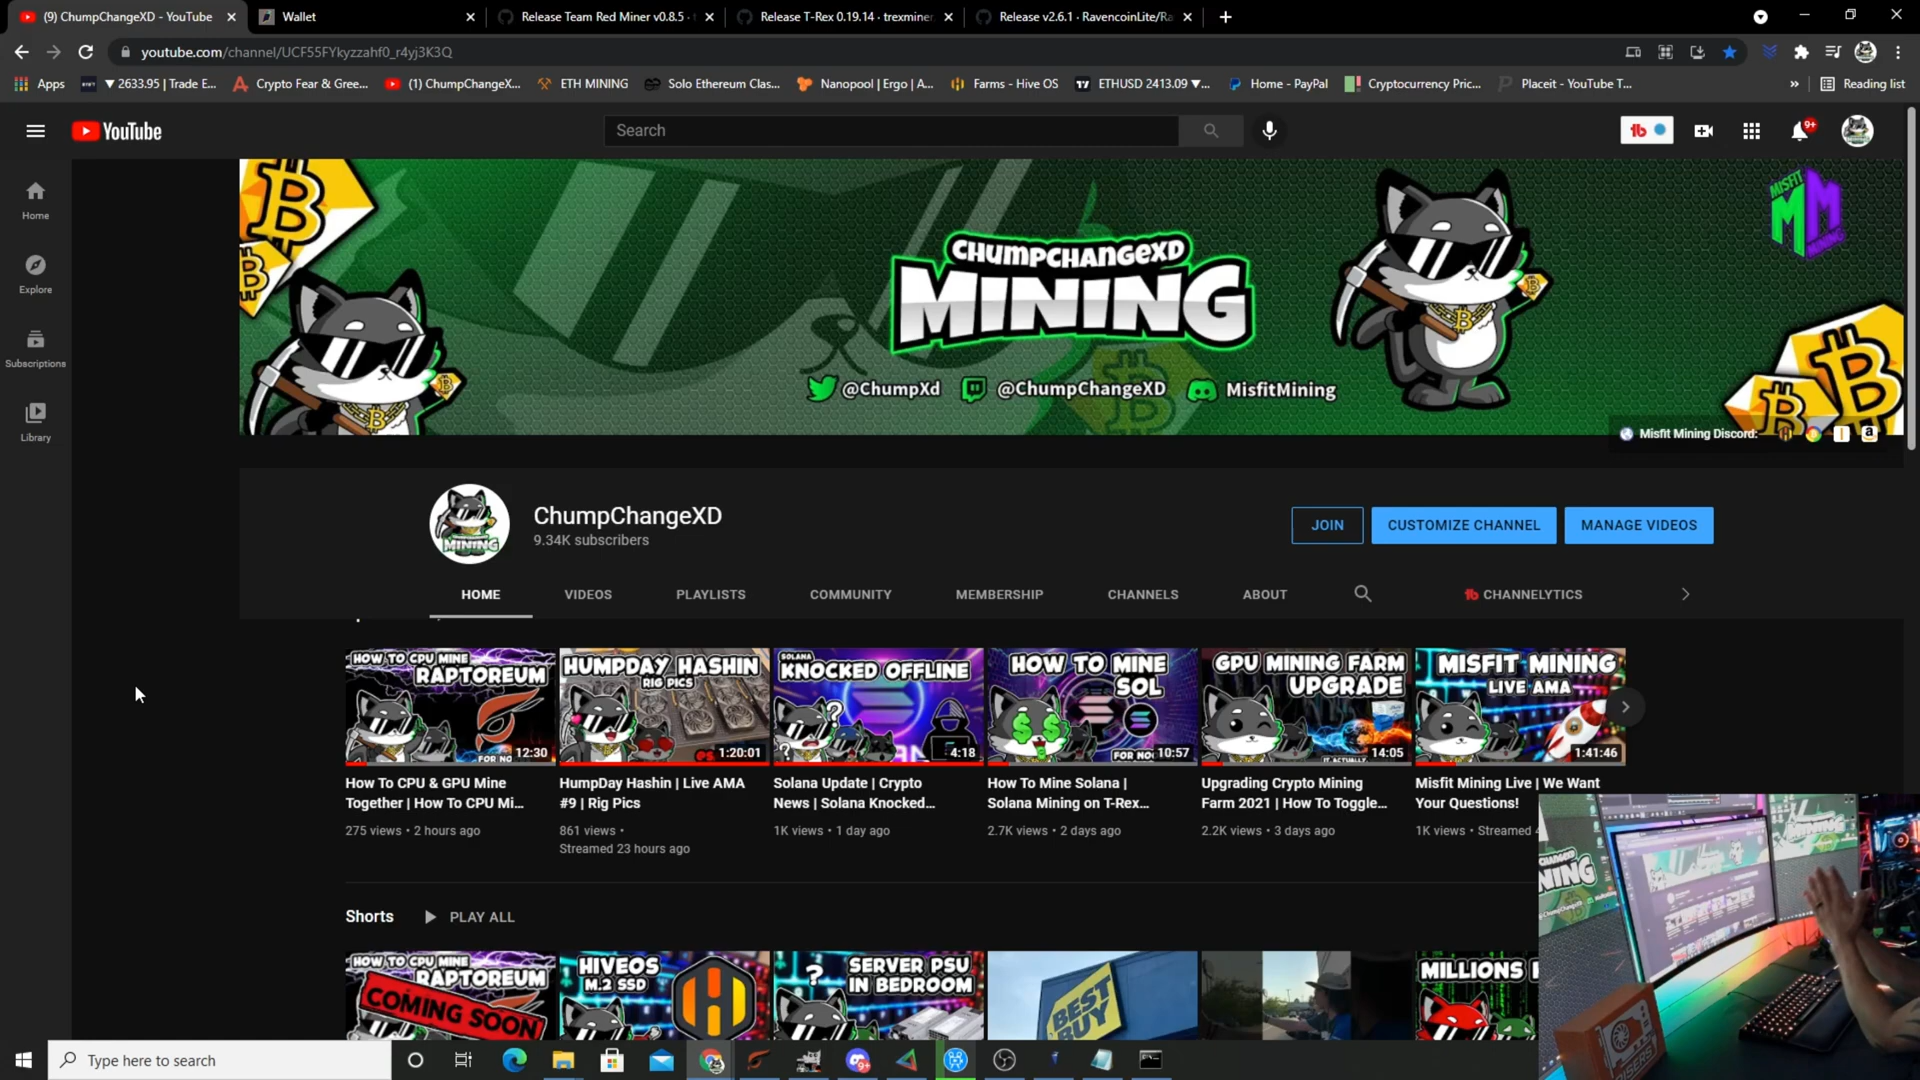 (9) ChumpChangeXD - YouTube
Wallet
Release Team Red Miner v0.8.5 ·
Release T-Rex 0.19.14 · trexminer
Release v2.6.1 · RavencoinLite/Ra
youtube.com/channel/UCF55FYkyzzahf0_r4yj3K3Q
Apps
▼ 2633.95 | Trade E...
Crypto Fear & Gree...
(1) ChumpChangeX...
ETH MINING
Solo Ethereum Clas...
Nanopool | Ergo | A...
Farms - Hive OS
ETHUSD 2413.09 ▼...
Home - PayPal
Cryptocurrency Pric...
Placeit - YouTube T...
»
Reading list
YouTube
Search
9+
Home
Explore
Subscriptions
Library
MISFIT
MM
MINING
CHUMPCHANGEXD
MINING
@ChumpXd
@ChumpChangeXD
MisfitMining
Misfit Mining Discord:
ChumpChangeXD
9.34K subscribers
JOIN
CUSTOMIZE CHANNEL
MANAGE VIDEOS
HOME
VIDEOS
PLAYLISTS
COMMUNITY
MEMBERSHIP
CHANNELS
ABOUT
CHANNELYTICS
HOW TO CPU MINE
RAPTOREUM
12:30
How To CPU & GPU Mine
Together | How To CPU Mi...
275 views • 2 hours ago
HUMPDAY HASHIN
RIG PICS
1:20:01
HumpDay Hashin | Live AMA
#9 | Rig Pics
861 views •
Streamed 23 hours ago
SOLANA
KNOCKED OFFLINE
4:18
Solana Update | Crypto
News | Solana Knocked...
1K views • 1 day ago
HOW TO MINE
SOL
10:57
How To Mine Solana |
Solana Mining on T-Rex...
2.7K views • 2 days ago
GPU MINING FARM
UPGRADE
14:05
Upgrading Crypto Mining
Farm 2021 | How To Toggle...
2.2K views • 3 days ago
MISFIT MINING
LIVE AMA
1:41:46
Misfit Mining Live | We Want
Your Questions!
1K views • Streamed
Shorts
PLAY ALL
HOW TO CPU MINE
RAPTOREUM
COMING SOON
HIVEOS
M.2 SSD
SERVER PSU
IN BEDROOM
BEST
BUY
MILLIONS
Type here to search